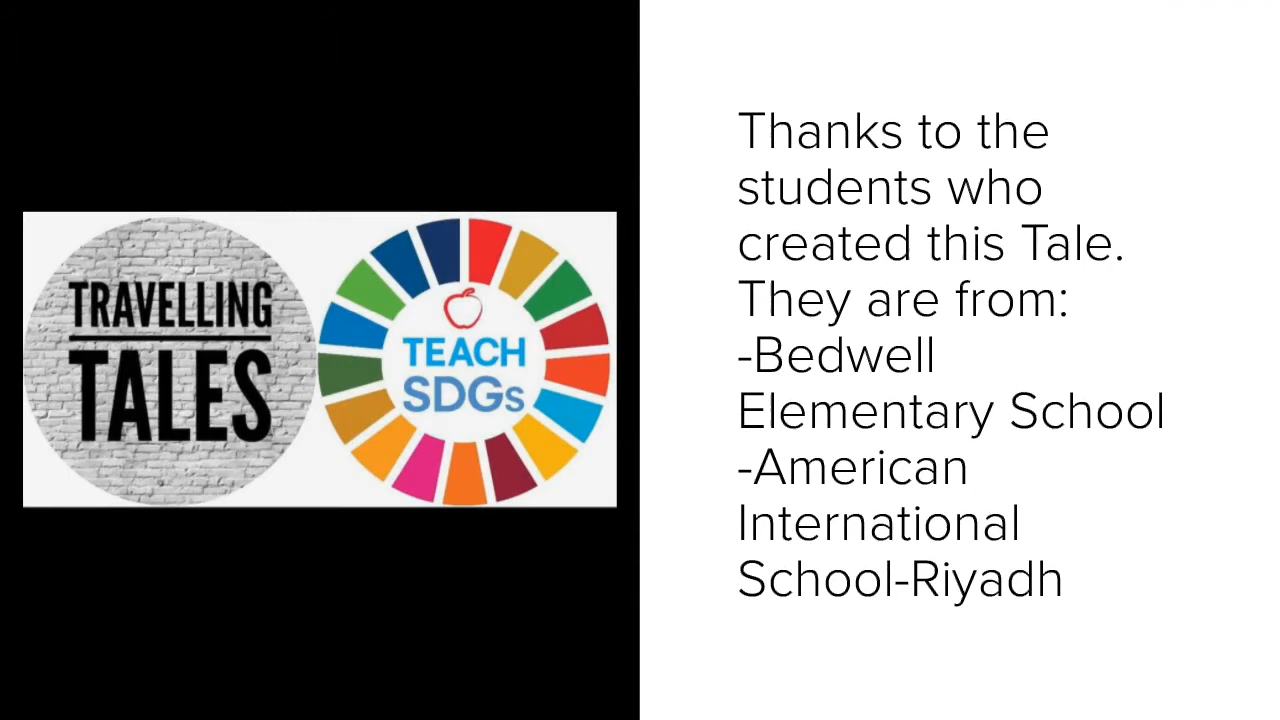 TRAVELLING
TALES
TEACH
SDGs
Thanks to the
students who
created this Tale.
They are from:
-Bedwell
Elementary School
-American
International
School-Riyadh